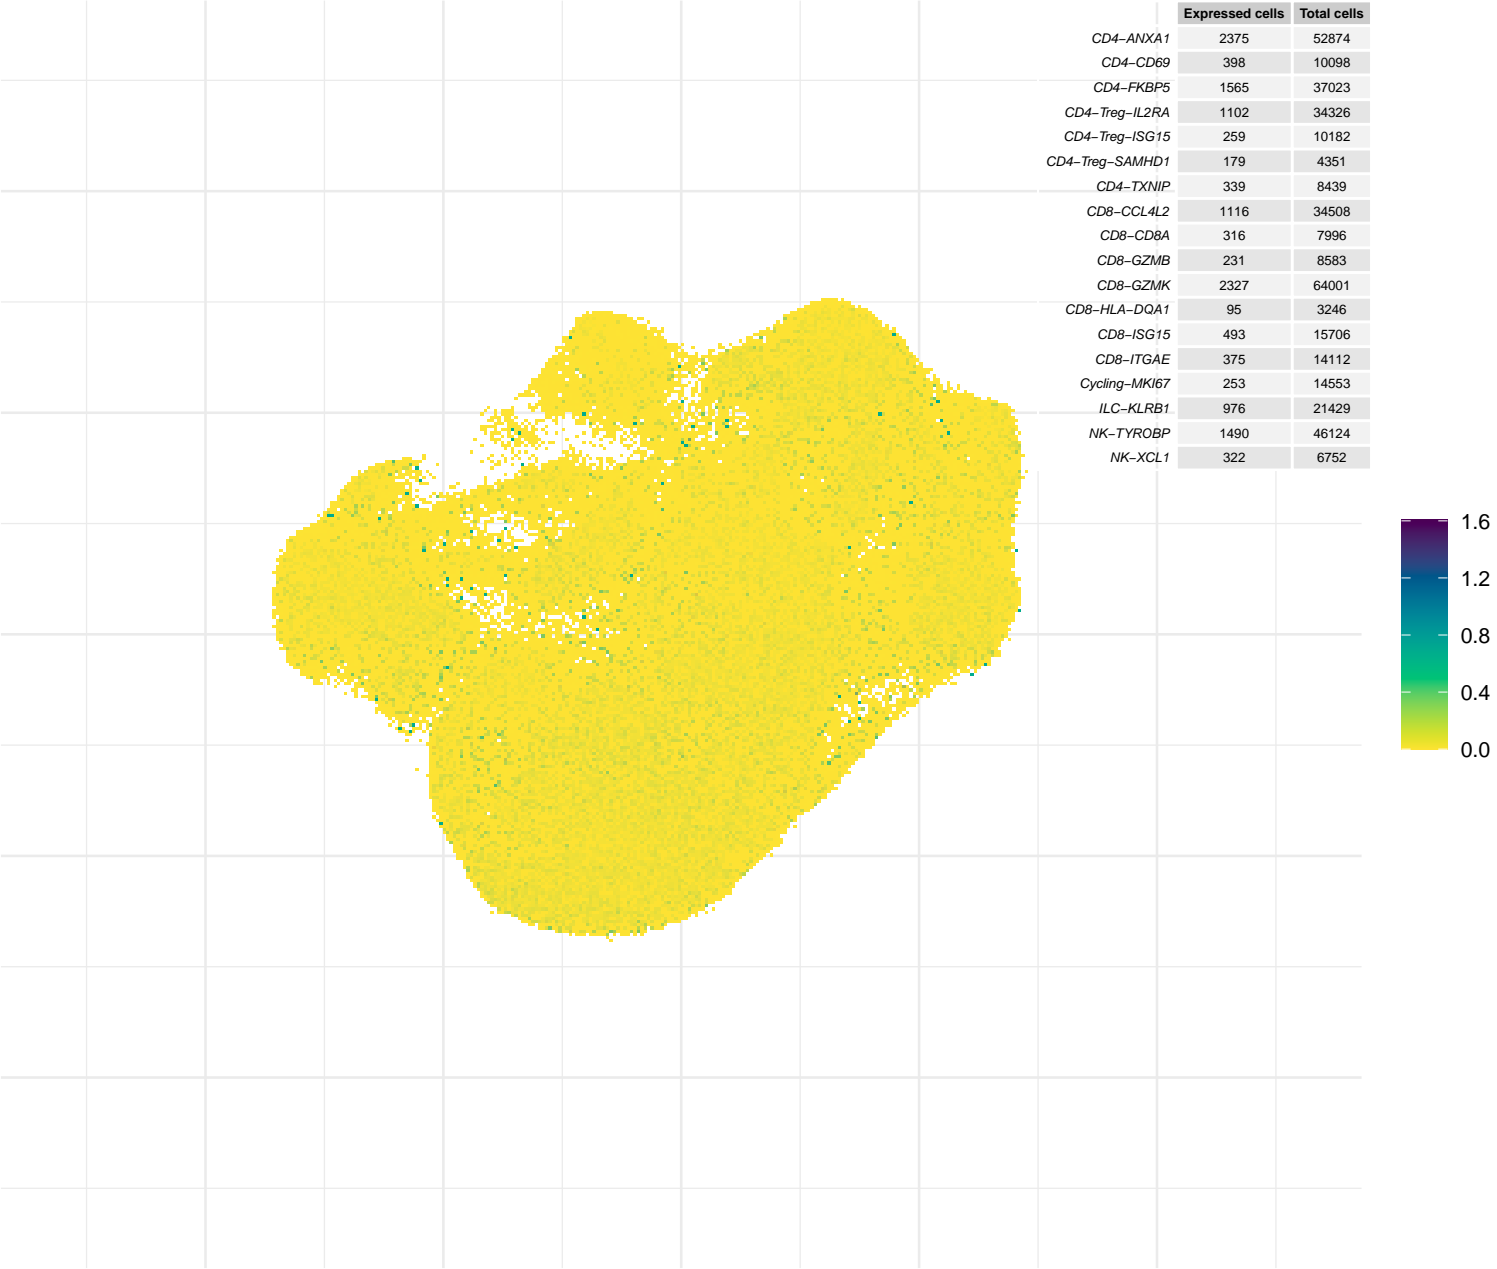 Expressed cells Total cells
CD4−ANXA1 2375 52874
CD4−CD69 398 10098
CD4−FKBP5 1565 37023
CD4−Treg−IL2RA 1102 34326
CD4−Treg−ISG15 259 10182
CD4−Treg−SAMHD1 179 4351
CD4−TXNIP 339 8439
CD8−CCL4L2 1116 34508
CD8−CD8A 316 7996
CD8−GZMB 231 8583
CD8−GZMK 2327 64001
CD8−HLA−DQA1 95 3246
CD8−ISG15 493 15706
CD8−ITGAE 375 14112
Cycling−MKI67 253 14553
ILC−KLRB1 976 21429
NK−TYROBP 1490 46124
NK−XCL1 322 6752
1.6
1.2
0.8
0.4
0.0